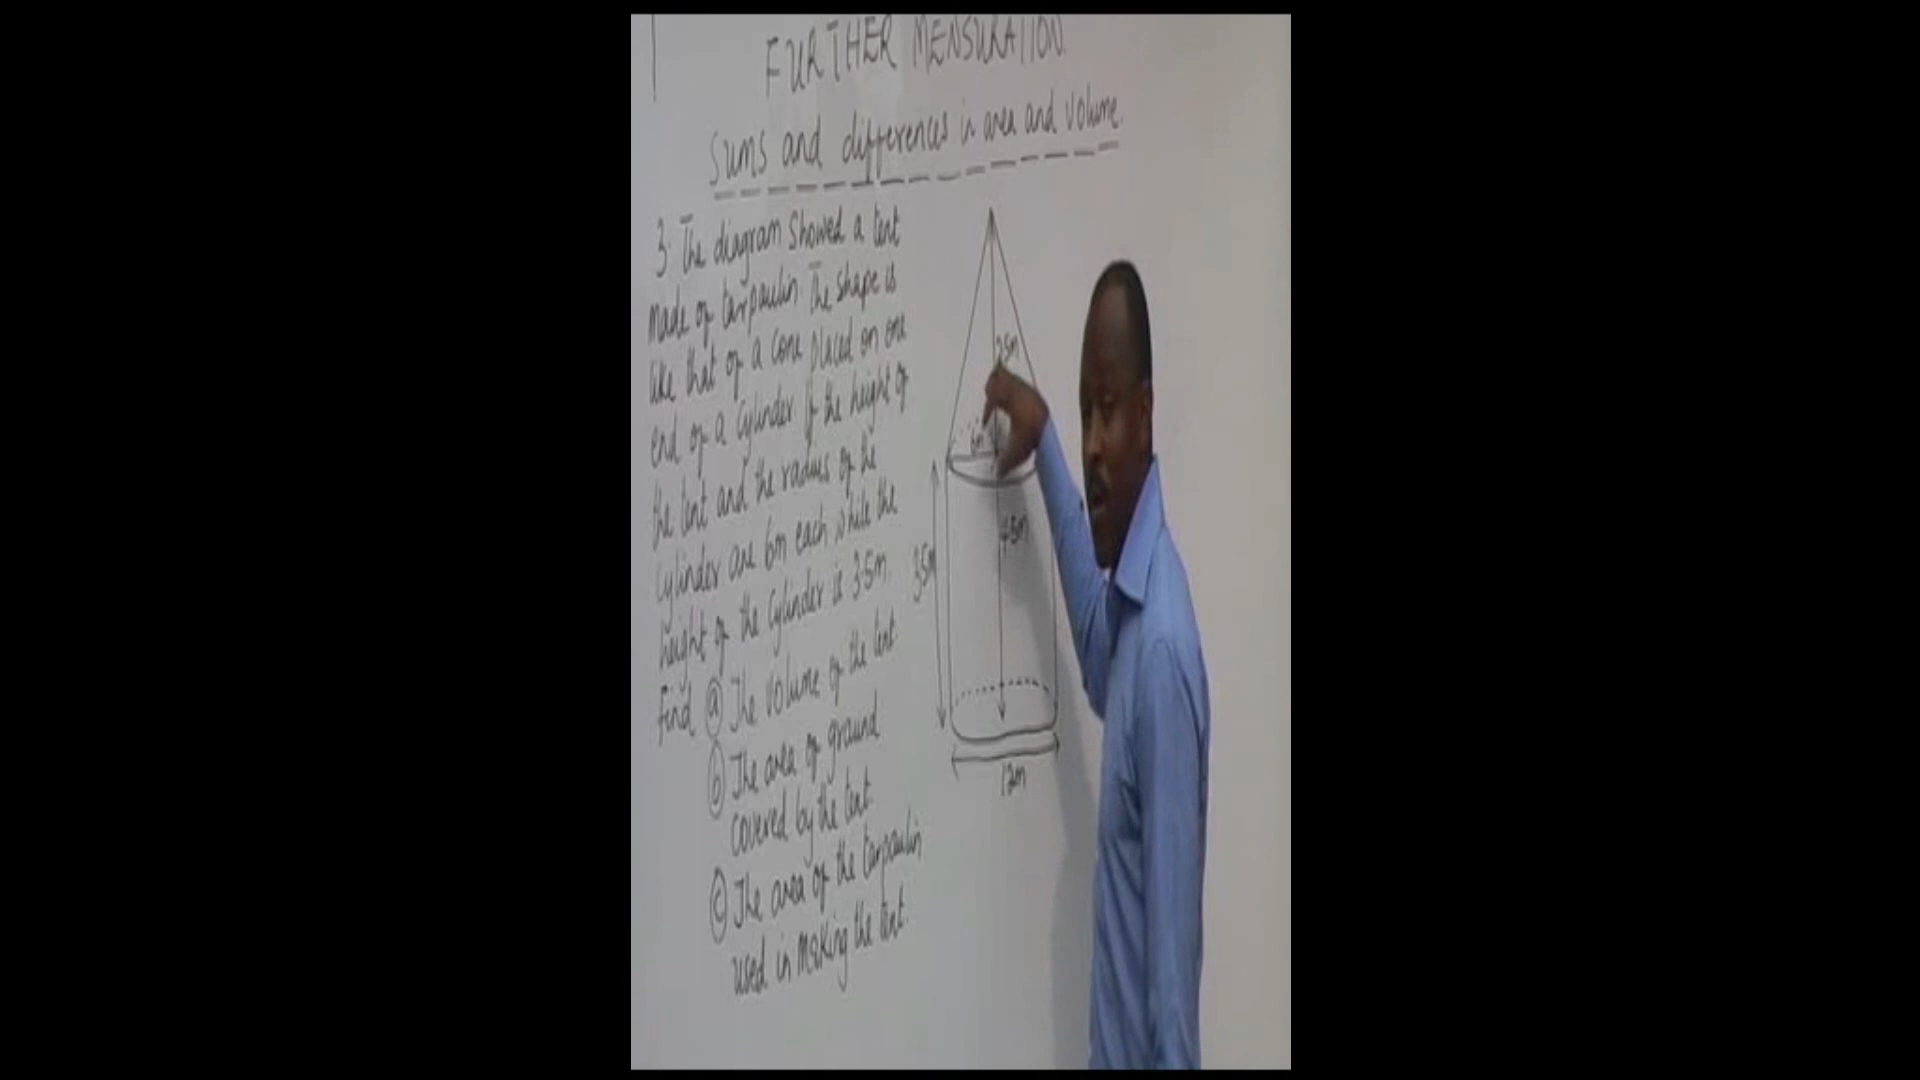 FURTHER MENSURATION.
Sums and differences in area and volume.
3. The diagram showed a tent
made of tarpaulin. The shape is
like that of a cone placed on one
end of a cylinder. If the height of
the tent and the radius of the
cylinder are 6m each while the
height of the cylinder is 3.5m.
find (a) The volume of the tent.
(b) The area of ground
covered by the tent.
(c) The area of the tarpaulin
used in making the tent.
2.5m
6m
3.5m
12m